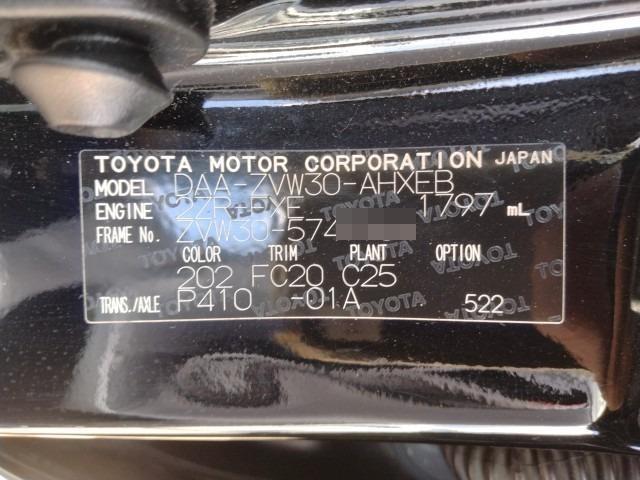 TOYOTA MOTOR CORPORATION JAPAN
MODEL DAA-ZVW30-AHXEB
ENGINE 2ZR-FXE 1797 mL
FRAME No. ZVW30-574
COLOR TRIM PLANT OPTION
202 FC20 C25
TRANS./AXLE P410 -01A 522